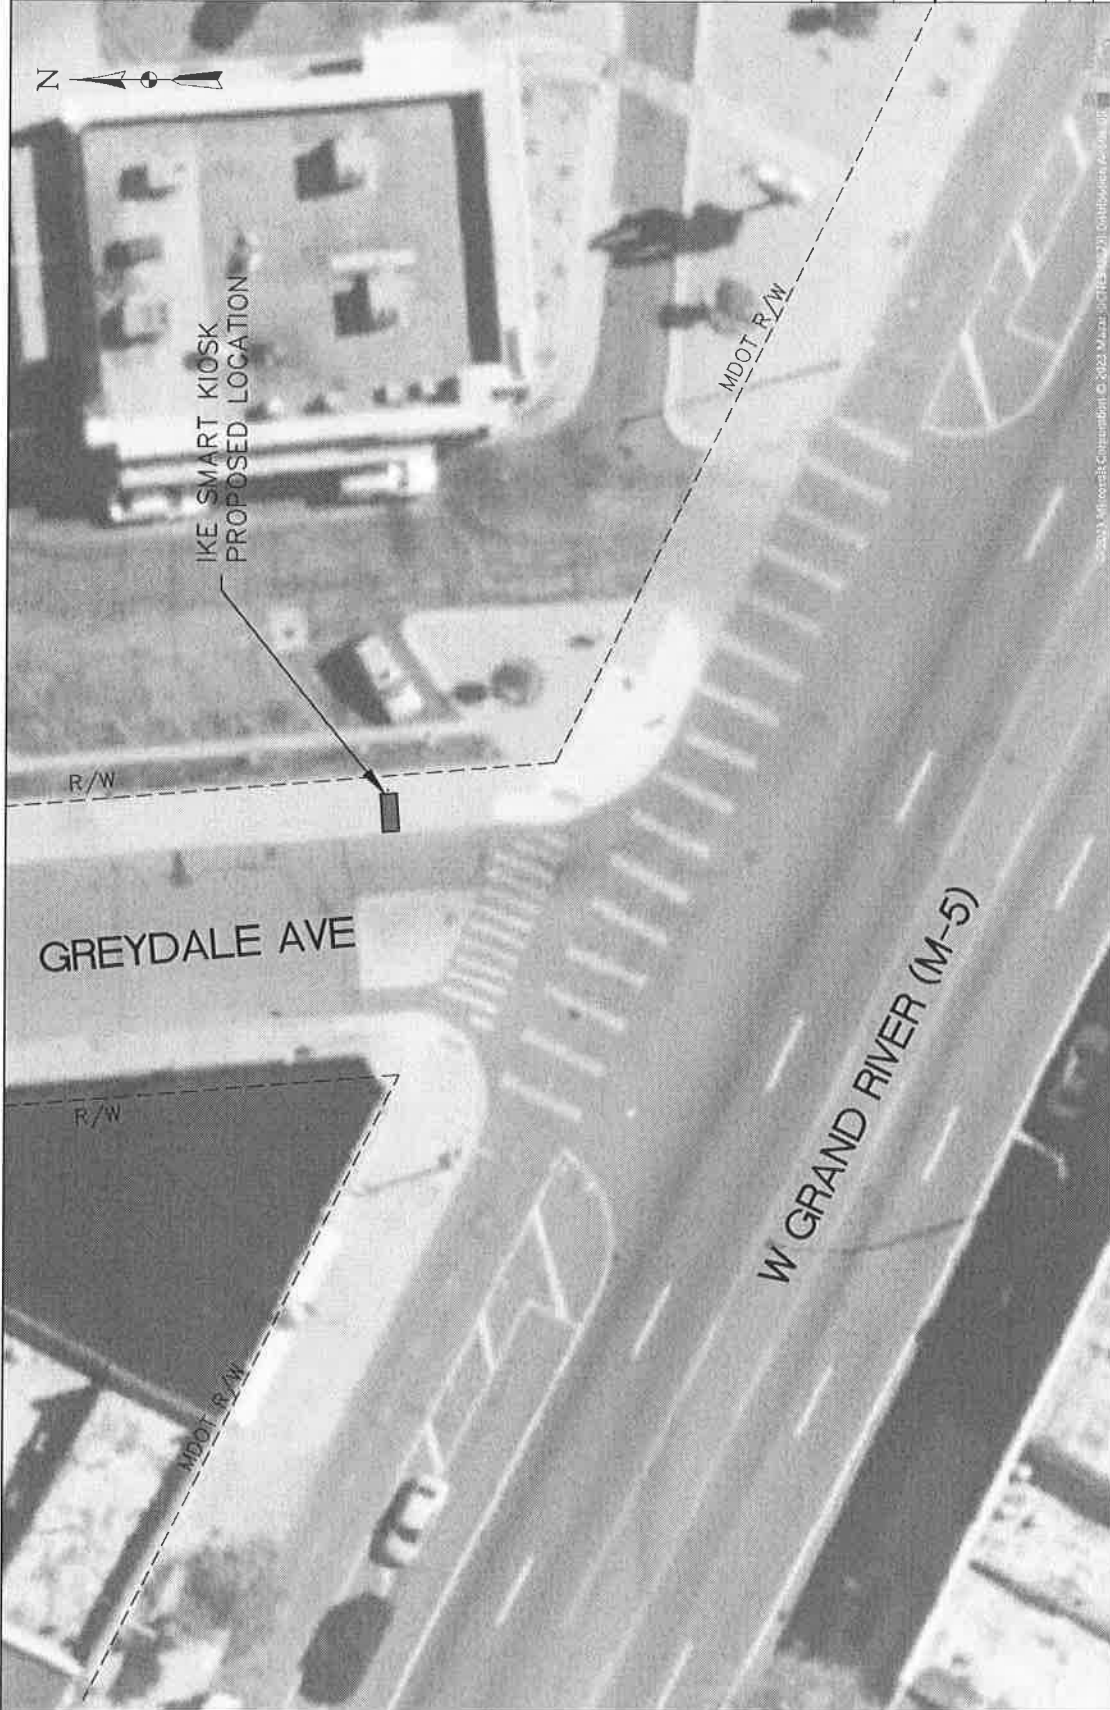 N
IKE SMART KIOSK
PROPOSED LOCATION
R/W
MDOT R/W
GREYDALE AVE
R/W
MDOT R/W
W GRAND RIVER (M-5)